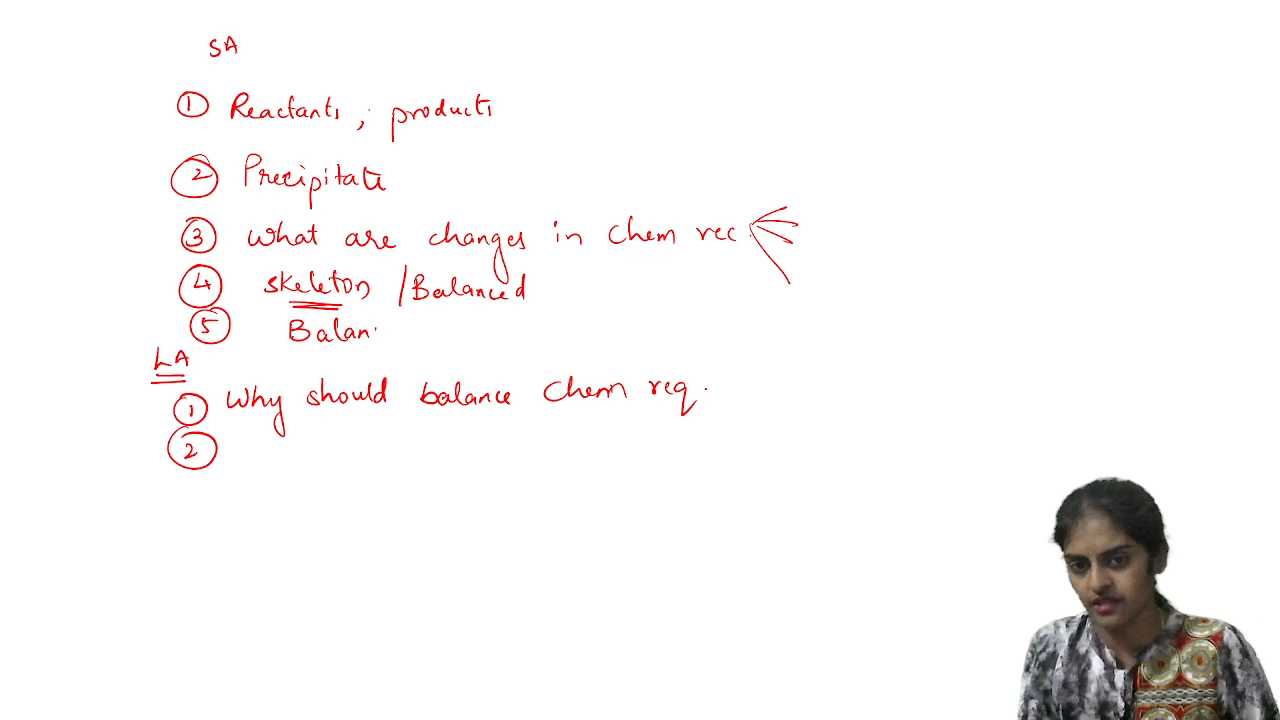 SA
① Reactants, products
② Precipitate
③ What are changes in chem rec.
④ skeleton / Balanced
⑤ Balan.
LA
① Why should balance chem req.
②